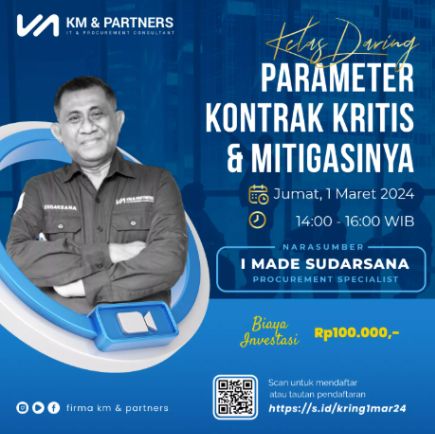 KM & PARTNERS
IT & PROCUREMENT CONSULTANT
Kelas Daring
PARAMETER
KONTRAK KRITIS
& MITIGASINYA
Jumat, 1 Maret 2024
14:00 - 16:00 WIB
NARASUMBER
I MADE SUDARSANA
PROCUREMENT SPECIALIST
SUDARSANA
Biaya
Investasi
Rp100.000,-
Scan untuk mendaftar
atau tautan pendaftaran
https://s.id/kring1mar24
firma km & partners